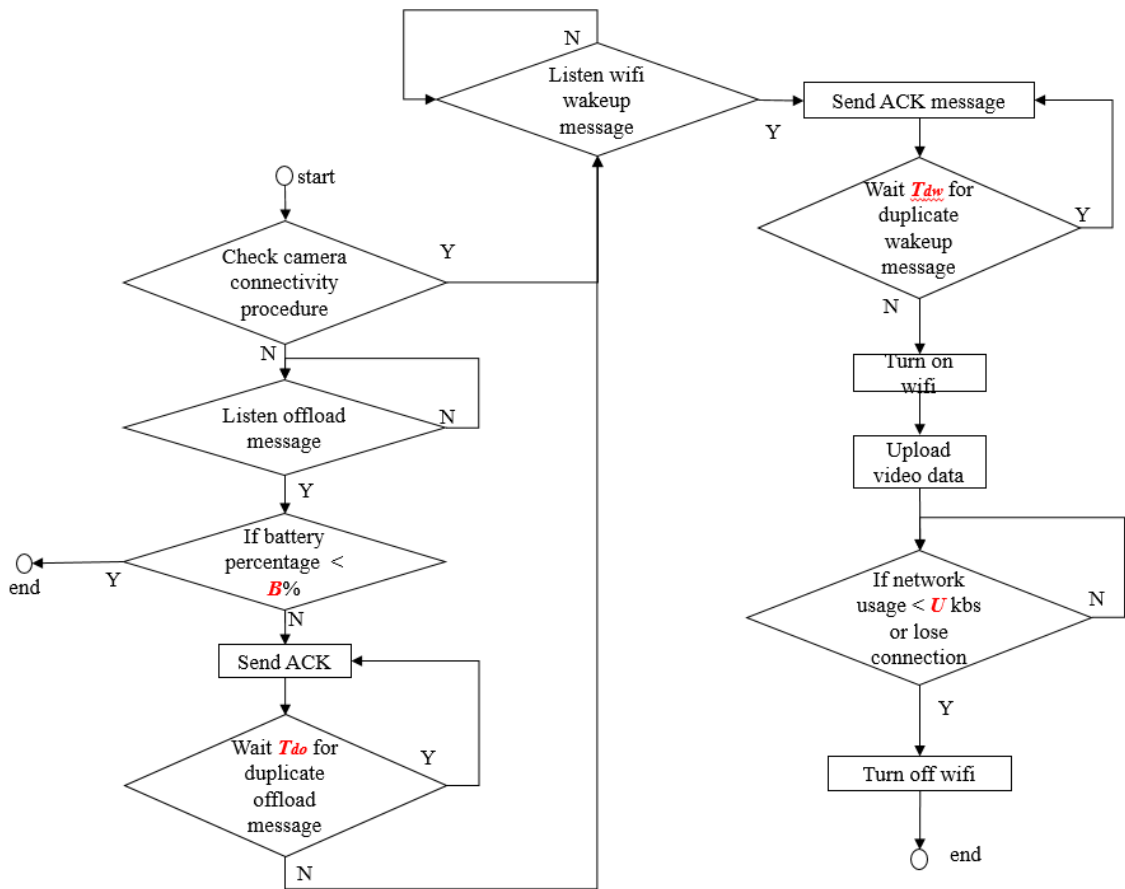 N
Listen wifi
wakeup
message
Y
Send ACK message
Wait Tdw for
duplicate
wakeup
message
Y
N
Turn on
wifi
Upload
video data
If network
usage < U kbs
or lose
connection
N
Y
Turn off wifi
end
start
Check camera
connectivity
procedure
Y
N
Listen offload
message
N
Y
If battery
percentage <
B%
Y
end
N
Send ACK
Wait Tdo for
duplicate
offload
message
Y
N